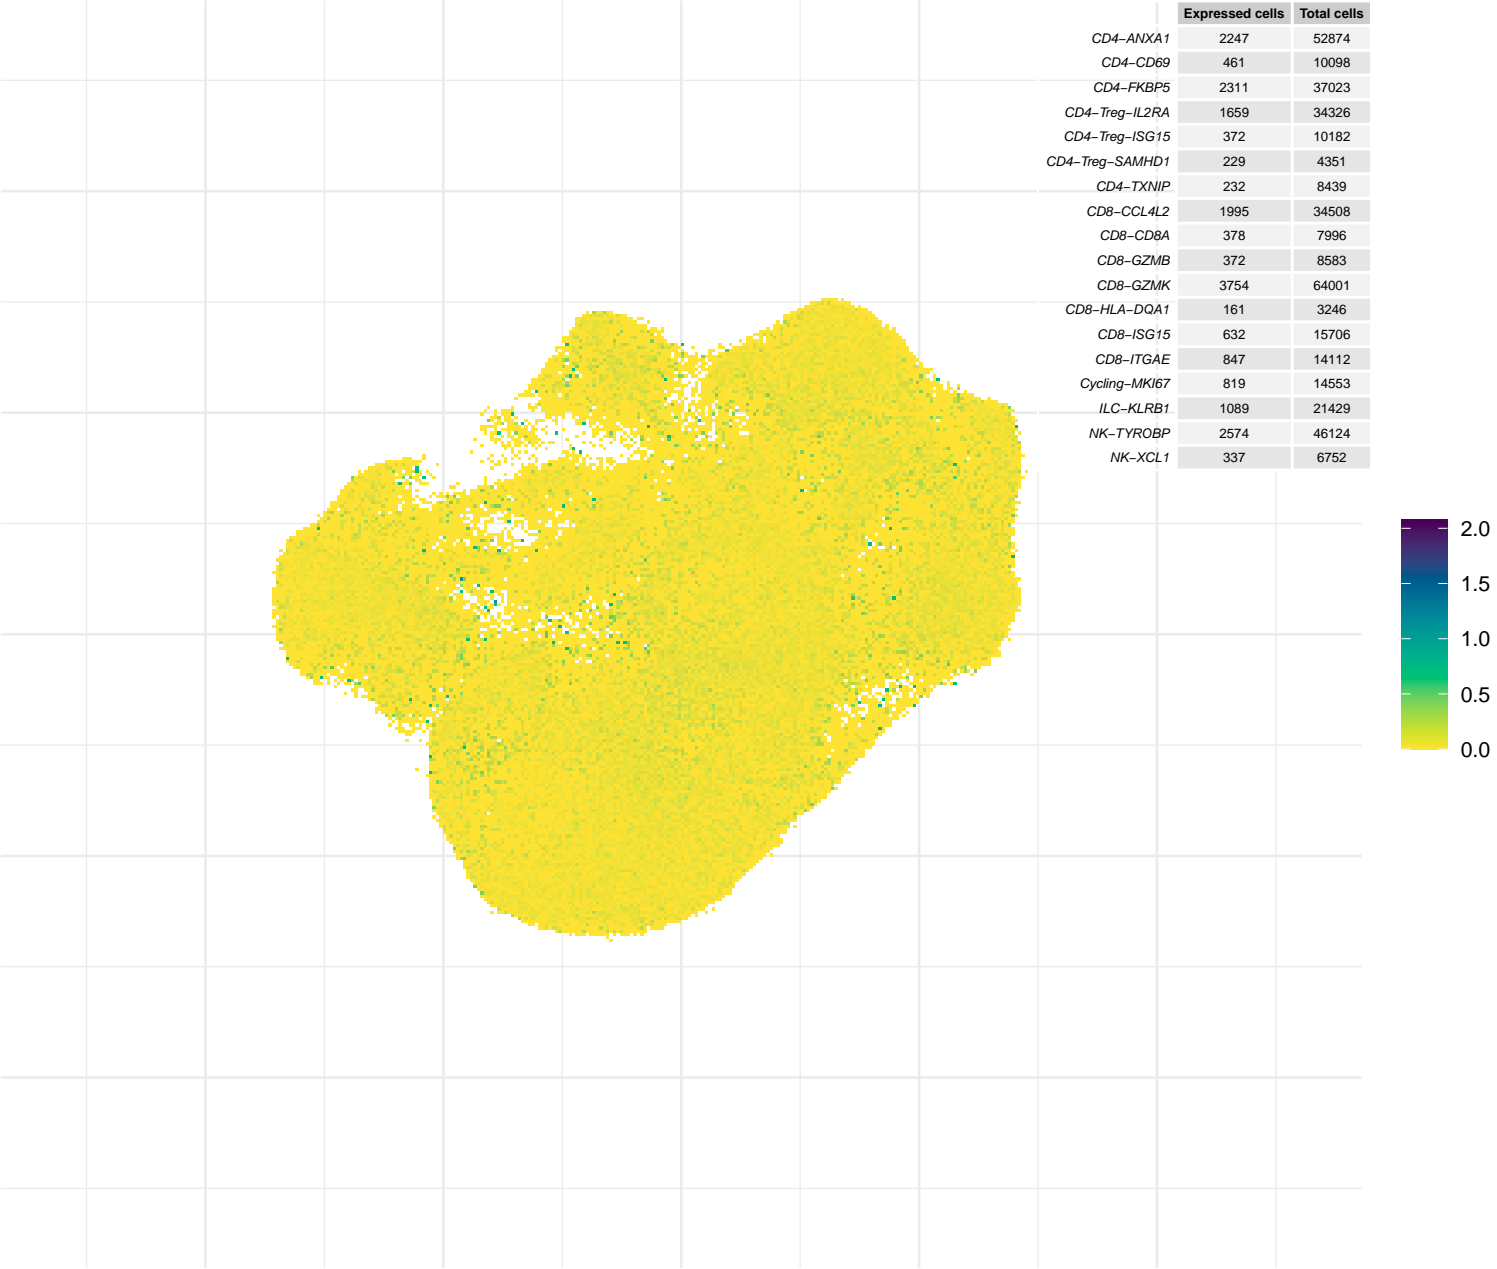 Expressed cells Total cells
CD4−ANXA1 2247 52874
CD4−CD69 461 10098
CD4−FKBP5 2311 37023
CD4−Treg−IL2RA 1659 34326
CD4−Treg−ISG15 372 10182
CD4−Treg−SAMHD1 229 4351
CD4−TXNIP 232 8439
CD8−CCL4L2 1995 34508
CD8−CD8A 378 7996
CD8−GZMB 372 8583
CD8−GZMK 3754 64001
CD8−HLA−DQA1 161 3246
CD8−ISG15 632 15706
CD8−ITGAE 847 14112
Cycling−MKI67 819 14553
ILC−KLRB1 1089 21429
NK−TYROBP 2574 46124
NK−XCL1 337 6752
2.0
1.5
1.0
0.5
0.0